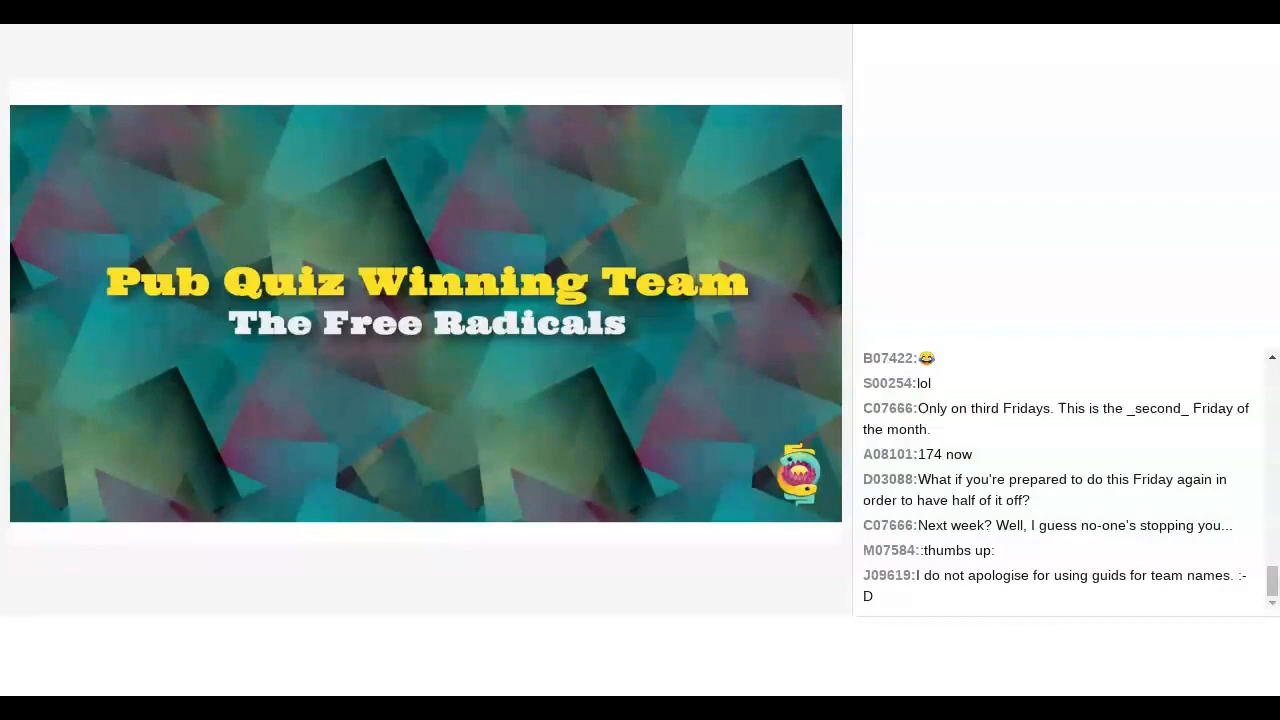 Pub Quiz Winning Team
The Free Radicals
B07422:😂
S00254:lol
C07666:Only on third Fridays. This is the _second_ Friday of
the month.
A08101:174 now
D03088:What if you're prepared to do this Friday again in
order to have half of it off?
C07666:Next week? Well, I guess no-one's stopping you...
M07584::thumbs up:
J09619:I do not apologise for using guids for team names. :-
D